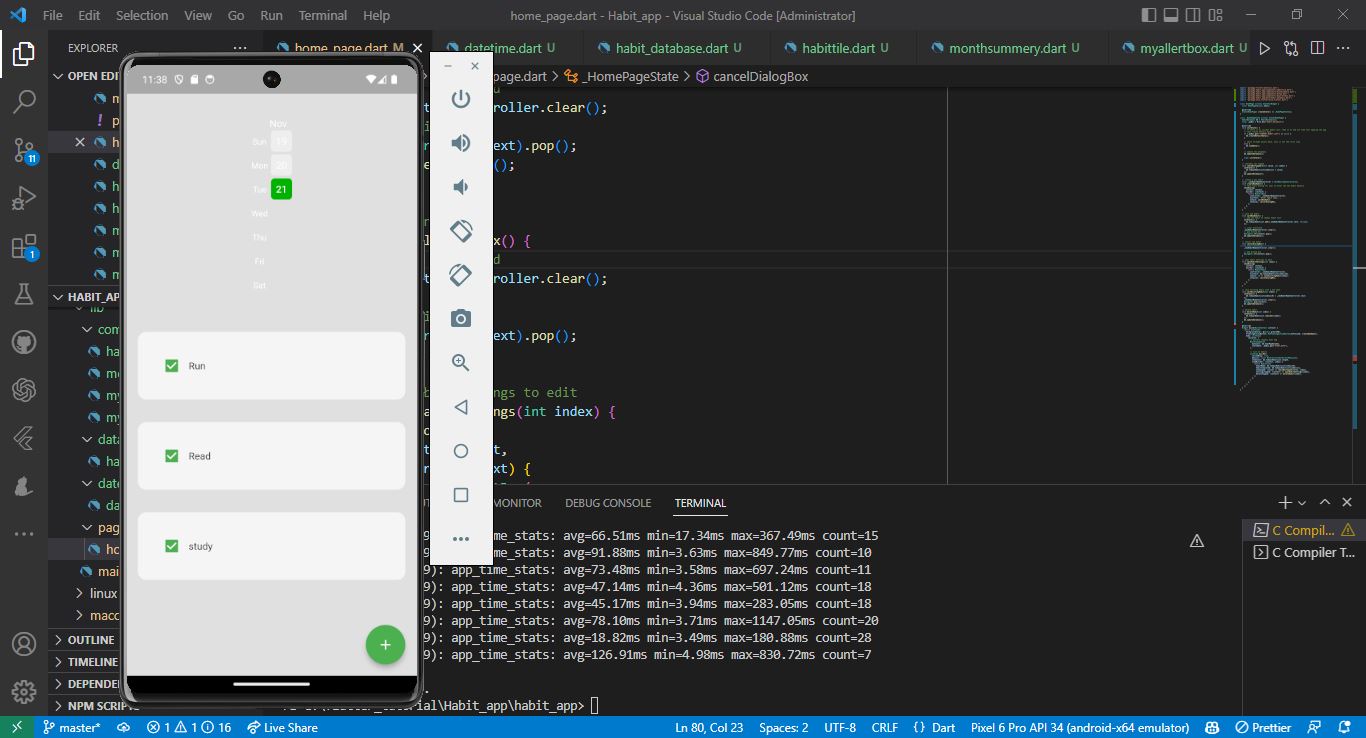 File Edit Selection View Go Run Terminal Help
home_page.dart - Habit_app - Visual Studio Code [Administrator]
EXPLORER
home_page.dart M
datetime.dart U
habit_database.dart U
habittile.dart U
monthsummery.dart U
myallertbox.dart U
page.dart > _HomePageState > cancelDialogBox
OPEN EDI
m
p
h
d
h
h
m
m
m
HABIT_AP
lib
com
ha
mo
my
my
data
ha
date
da
pag
ho
mai
linux
maco
OUTLINE
TIMELINE
DEPENDE
NPM SCRIPTS
11
1
11:38
Nov
Sun 19
Mon 20
Tue 21
Wed
Thu
Fri
Sat
Run
Read
study
+
roller.clear();
ext).pop();
();
x() {
d
roller.clear();
ext).pop();
ngs to edit
ngs(int index) {
t,
xt) {
MONITOR DEBUG CONSOLE TERMINAL
9): app_time_stats: avg=66.51ms min=17.34ms max=367.49ms count=15
9): app_time_stats: avg=91.88ms min=3.63ms max=849.77ms count=10
9): app_time_stats: avg=73.48ms min=3.58ms max=697.24ms count=11
9): app_time_stats: avg=47.14ms min=4.36ms max=501.12ms count=18
9): app_time_stats: avg=45.17ms min=3.94ms max=283.05ms count=18
9): app_time_stats: avg=78.10ms min=3.71ms max=1147.05ms count=20
9): app_time_stats: avg=18.82ms min=3.49ms max=180.88ms count=28
9): app_time_stats: avg=126.91ms min=4.98ms max=830.72ms count=7
.
\Habit_app\habit_app>
C Compil...
C Compiler T...
master* 1 1 16 Live Share
Ln 80, Col 23 Spaces: 2 UTF-8 CRLF {} Dart Pixel 6 Pro API 34 (android-x64 emulator) Prettier